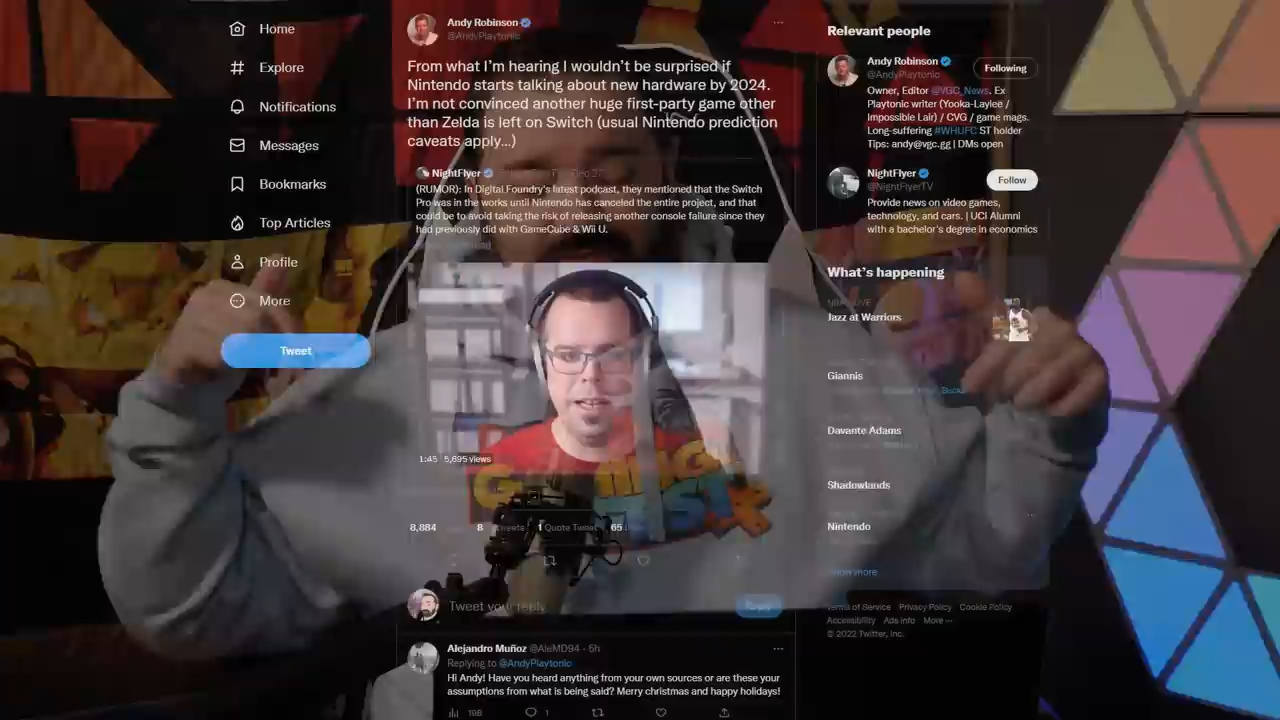 Home
Explore
Notifications
Messages
Bookmarks
Top Articles
Profile
More
Tweet
Andy Robinson
@AndyPlaytonic
From what I'm hearing I wouldn't be surprised if
Nintendo starts talking about new hardware by 2024.
I'm not convinced another huge first-party game other
than Zelda is left on Switch (usual Nintendo prediction
caveats apply...)
NightFlyer
(RUMOR): In Digital Foundry's latest podcast, they mentioned that the Switch
Pro was in the works until Nintendo has canceled the entire project, and that
could be to avoid taking the risk of releasing another console failure since they
had previously did with GameCube & Wii U.
1:45 5,695 views
GAMING
8,884
8
1 Quote Tweet
65
Tweet your reply
Reply
Alejandro Muñoz @AleMD94 · 5h
Replying to @AndyPlaytonic
Hi Andy! Have you heard anything from your own sources or are these your
assumptions from what is being said? Merry christmas and happy holidays!
198
1
Relevant people
Andy Robinson
@AndyPlaytonic
Following
Owner, Editor @VGC_News. Ex
Playtonic writer (Yooka-Laylee /
Impossible Lair) / CVG / game mags.
Long-suffering #WHUFC ST holder
Tips: andy@vgc.gg | DMs open
NightFlyer
@NightFlyerTV
Follow
Provide news on video games,
technology, and cars. | UCI Alumni
with a bachelor's degree in economics
What's happening
Jazz at Warriors
Giannis
Davante Adams
Shadowlands
Nintendo
Show more
Terms of Service Privacy Policy Cookie Policy
Accessibility Ads info More ···
© 2022 Twitter, Inc.